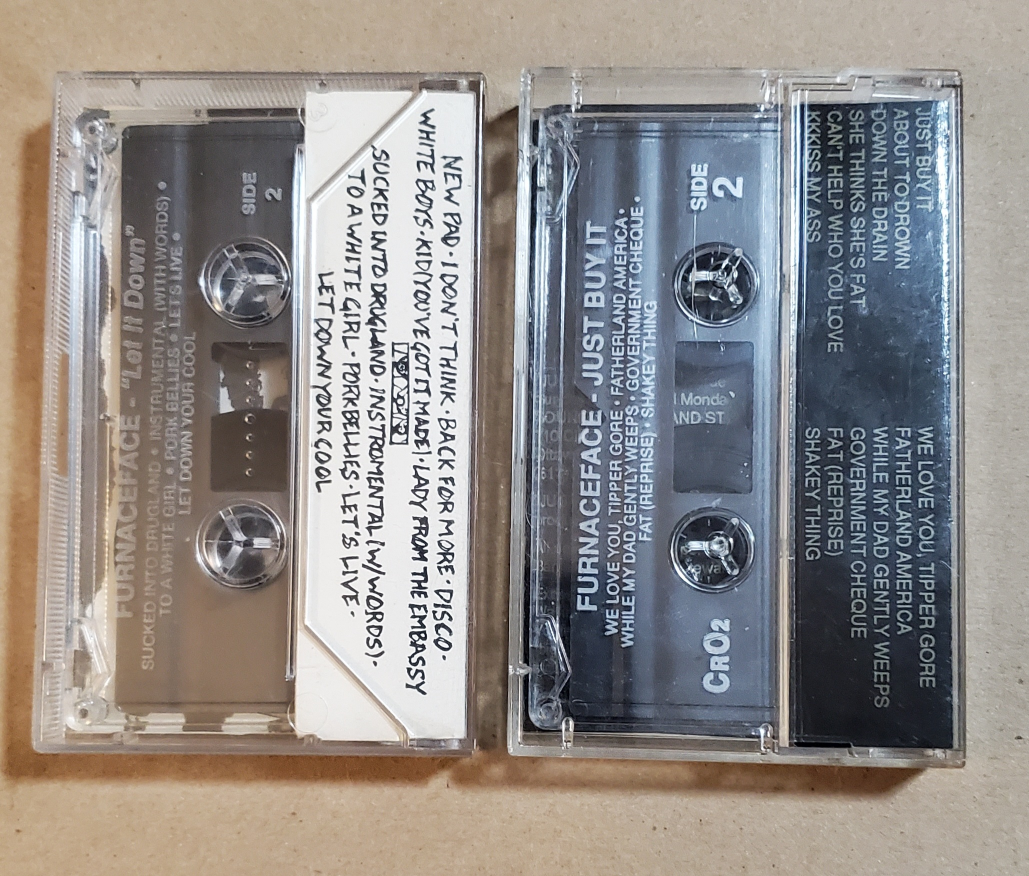 FURNACEFACE - "Let It Down"
SUCKED INTO DRUGLAND • INSTRUMENTAL (WITH WORDS) •
TO A WHITE GIRL • PORK BELLIES • LET'S LIVE •
LET DOWN YOUR COOL
SIDE
2
NEW PAD • I DON'T THINK • BACK FOR MORE • DISCO •
WHITE BOYS • KID (YOU'VE GOT IT MADE) • LADY FROM THE EMBASSY
SUCKED INTO DRUGLAND • INSTROMENTAL (W/WORDS) •
TO A WHITE GIRL • PORKBELLIES • LET'S LIVE •
LET DOWN YOUR COOL
FURNACEFACE - JUST BUY IT
WE LOVE YOU, TIPPER GORE • FATHERLAND AMERICA •
WHILE MY DAD GENTLY WEEPS • GOVERNMENT CHEQUE •
FAT (REPRISE) • SHAKEY THING
SIDE
2
CrO2
Monda
AND ST
JUST BUY IT
ABOUT TO DROWN
DOWN THE DRAIN
SHE THINKS SHE'S FAT
CAN'T HELP WHO YOU LOVE
KKKISS MY ASS
WE LOVE YOU, TIPPER GORE
FATHERLAND AMERICA
WHILE MY DAD GENTLY WEEPS
GOVERNMENT CHEQUE
FAT (REPRISE)
SHAKEY THING